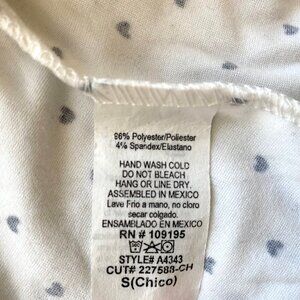 96% Polyester/Poliester
4% Spandex/Elastano
HAND WASH COLD
DO NOT BLEACH
HANG OR LINE DRY.
ASSEMBLED IN MEXICO
Lave Frio a mano, no cloro
secar colgado.
ENSAMBLADO EN MEXICO
RN # 109195
STYLE# A4343
CUT# 227588-CH
S(Chico)